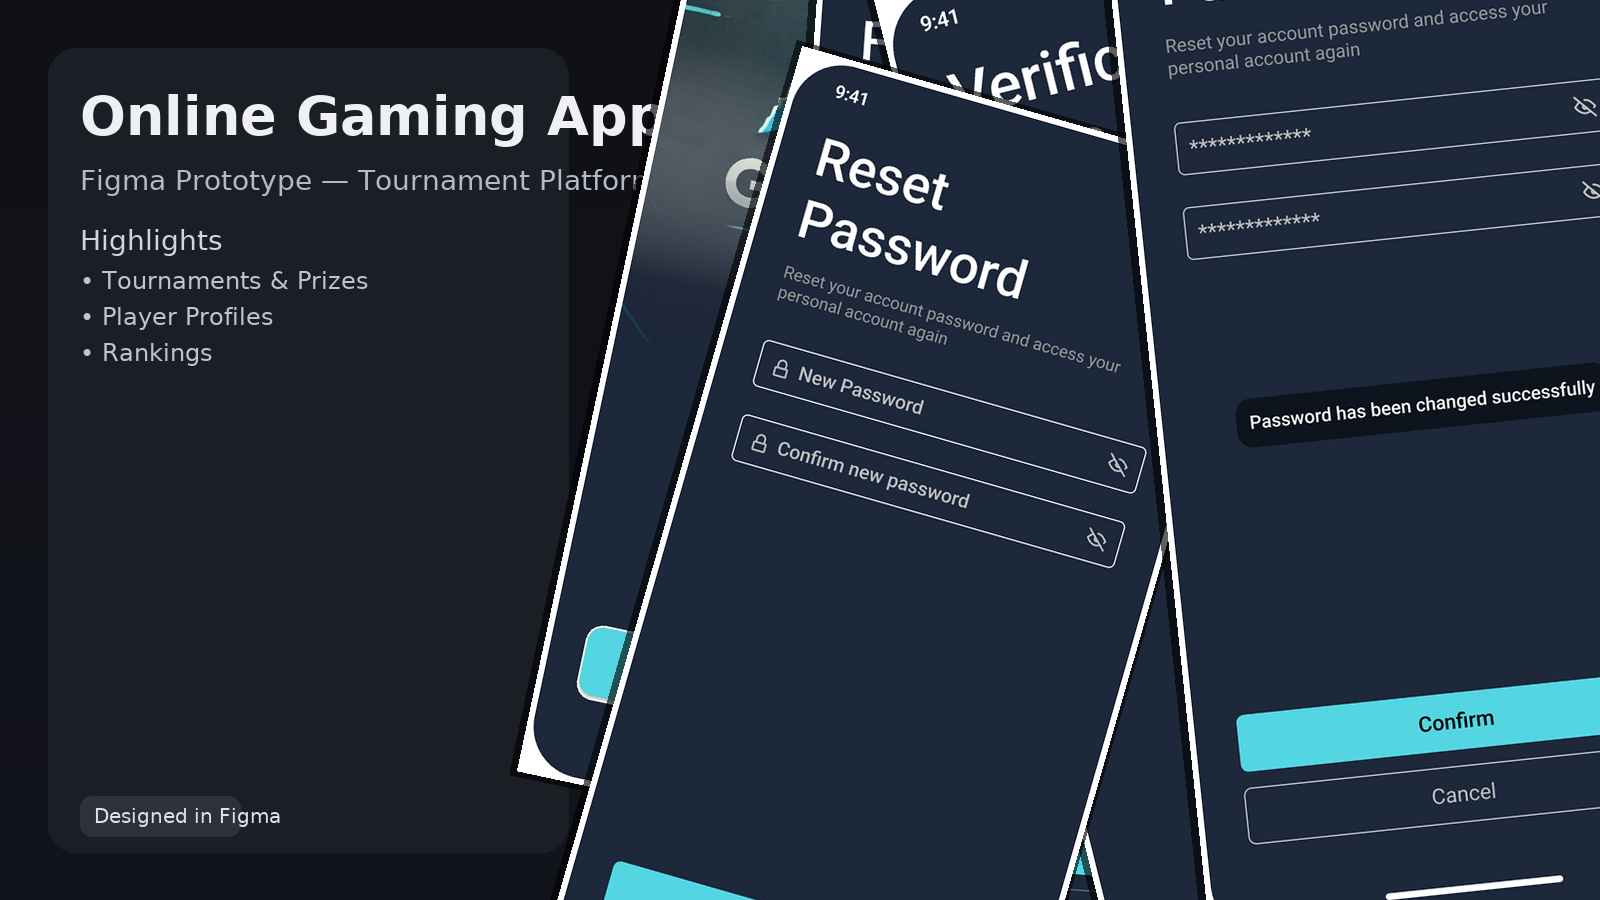 Online Gaming App
Figma Prototype — Tournament Platform
Highlights
• Tournaments & Prizes
• Player Profiles
• Rankings
Designed in Figma
G
F
9:41
Verific
9:41
Reset
Password
Reset your account password and access your
personal account again
New Password
Confirm new password
Reset your account password and access your
personal account again
*************
*************
Password has been changed successfully
Confirm
Cancel